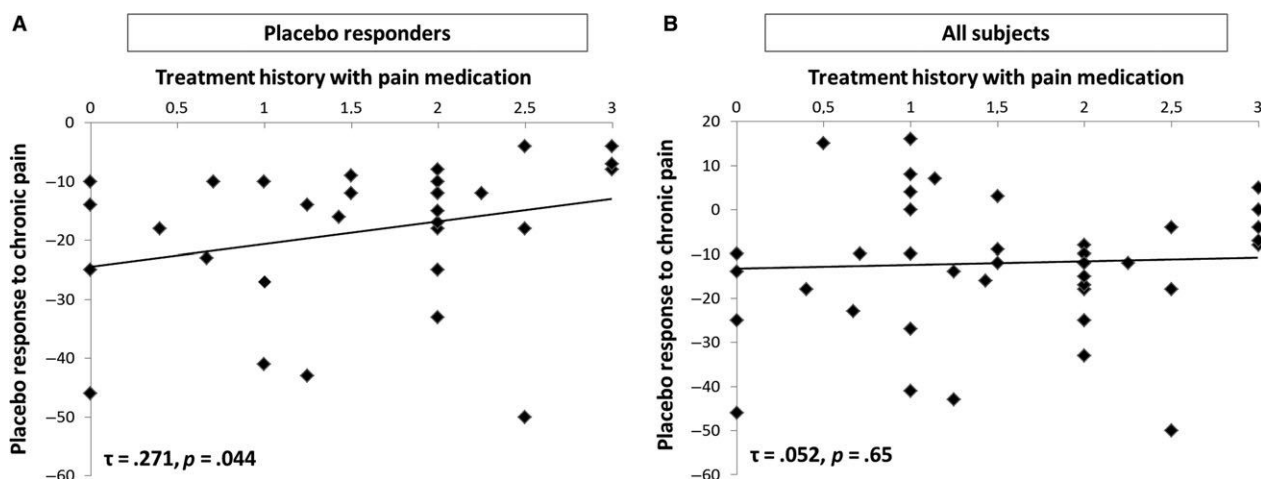 A
Placebo responders
Treatment history with pain medication
0 0,5 1 1,5 2 2,5 3
0
–10
–20
–30
–40
–50
–60
Placebo response to chronic pain
τ = .271, p = .044
B
All subjects
Treatment history with pain medication
0 0,5 1 1,5 2 2,5 3
20
10
0
–10
–20
–30
–40
–50
–60
Placebo response to chronic pain
τ = .052, p = .65